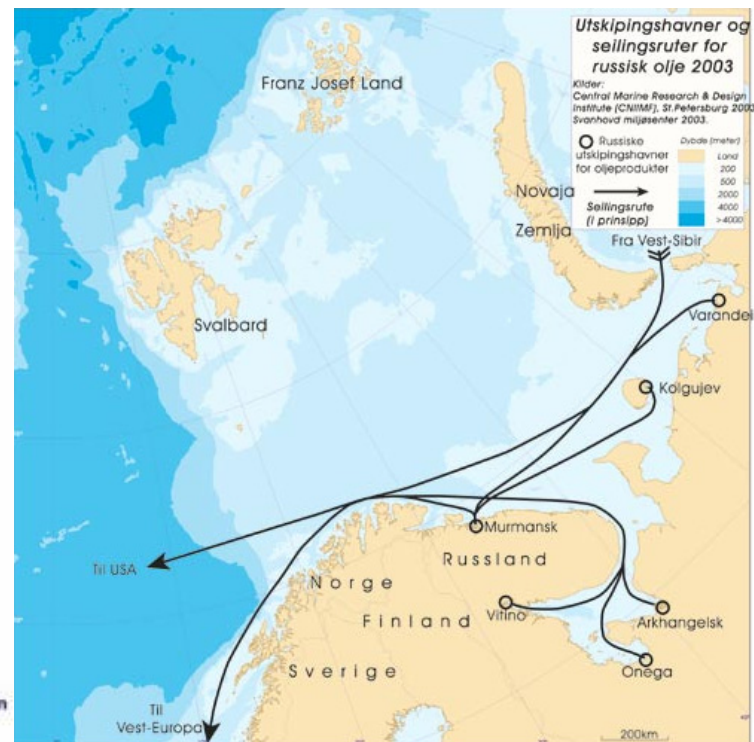 Utskipingshavner og
seilingsruter for
russisk olje 2003
Kilder:
Central Marine Research & Design
Institute (CNIIMF), St.Petersburg 2003
Svanhovd miljøsenter 2003.
Russiske
utskipingshavner
for oljeprodukter
Seilingsrute
(i prinsipp)
Dybde (meter)
Land
200
500
2000
4000
>4000
Franz Josef Land
Novaja
Zemlja
Fra Vest-Sibir
Varandei
Svalbard
Kolgujev
Murmansk
Til USA
Russland
Norge
Vitino
Finland
Arkhangelsk
Onega
Sverige
Til
Vest-Europa
200km